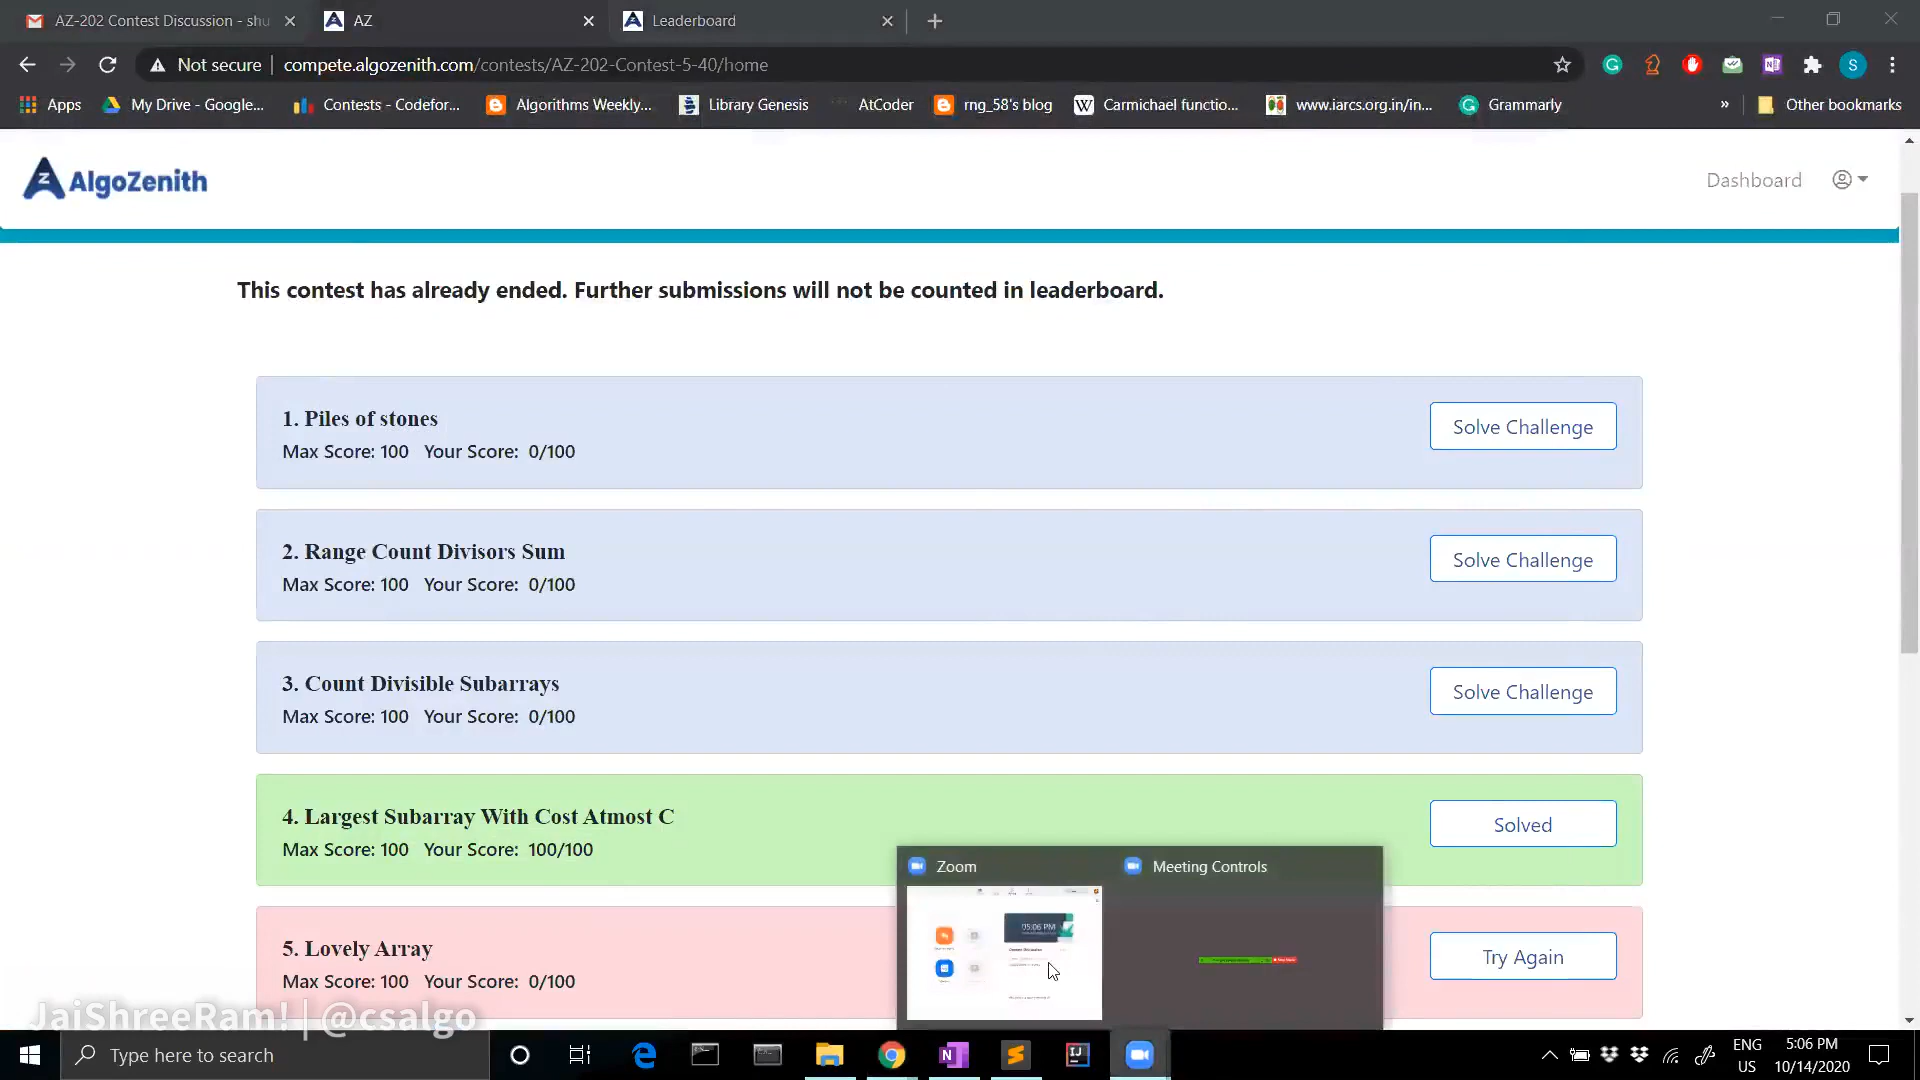 AZ-202 Contest Discussion - shu
AZ
Leaderboard
Not secure | compete.algozenith.com/contests/AZ-202-Contest-5-40/home
Apps My Drive - Google... Contests - Codefor... Algorithms Weekly... Library Genesis AtCoder rng_58's blog Carmichael functio... www.iarcs.org.in/in... Grammarly » Other bookmarks
AlgoZenith
Dashboard
This contest has already ended. Further submissions will not be counted in leaderboard.
1. Piles of stones
Max Score: 100 Your Score: 0/100
Solve Challenge
2. Range Count Divisors Sum
Max Score: 100 Your Score: 0/100
Solve Challenge
3. Count Divisible Subarrays
Max Score: 100 Your Score: 0/100
Solve Challenge
4. Largest Subarray With Cost Atmost C
Max Score: 100 Your Score: 100/100
Solved
Zoom
Meeting Controls
05:06 PM
5. Lovely Array
Max Score: 100 Your Score: 0/100
Try Again
JaiShreeRam! | @csalgo
Type here to search
ENG
US
5:06 PM
10/14/2020